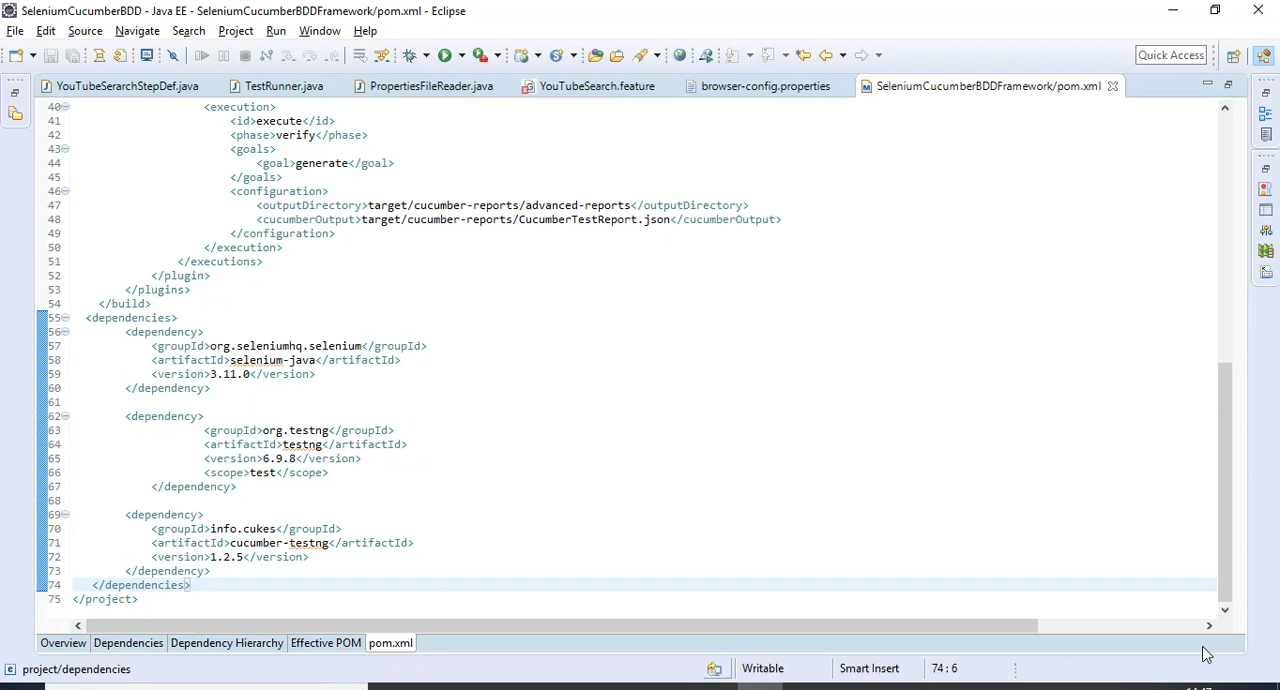 SeleniumCucumberBDD - Java EE - SeleniumCucumberBDDFramework/pom.xml - Eclipse
File Edit Source Navigate Search Project Run Window Help
Quick Access
YouTubeSerarchStepDef.java TestRunner.java PropertiesFileReader.java YouTubeSearch.feature browser-config.properties SeleniumCucumberBDDFramework/pom.xml
40 <execution>
41 <id>execute</id>
42 <phase>verify</phase>
43 <goals>
44 <goal>generate</goal>
45 </goals>
46 <configuration>
47 <outputDirectory>target/cucumber-reports/advanced-reports</outputDirectory>
48 <cucumberOutput>target/cucumber-reports/CucumberTestReport.json</cucumberOutput>
49 </configuration>
50 </execution>
51 </executions>
52 </plugin>
53 </plugins>
54 </build>
55 <dependencies>
56 <dependency>
57 <groupId>org.seleniumhq.selenium</groupId>
58 <artifactId>selenium-java</artifactId>
59 <version>3.11.0</version>
60 </dependency>
61
62 <dependency>
63 <groupId>org.testng</groupId>
64 <artifactId>testng</artifactId>
65 <version>6.9.8</version>
66 <scope>test</scope>
67 </dependency>
68
69 <dependency>
70 <groupId>info.cukes</groupId>
71 <artifactId>cucumber-testng</artifactId>
72 <version>1.2.5</version>
73 </dependency>
74 </dependencies>
75 </project>
Overview Dependencies Dependency Hierarchy Effective POM pom.xml
project/dependencies Writable Smart Insert 74 : 6